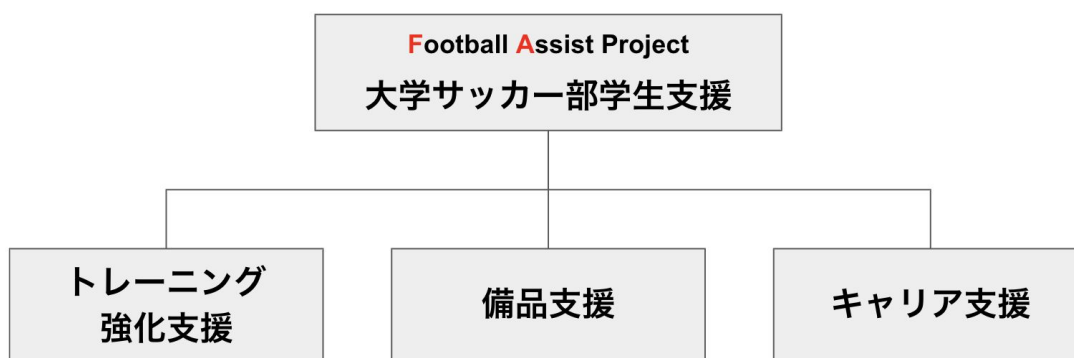 Football Assist Project
大学サッカー部学生支援
トレーニング
強化支援
備品支援
キャリア支援